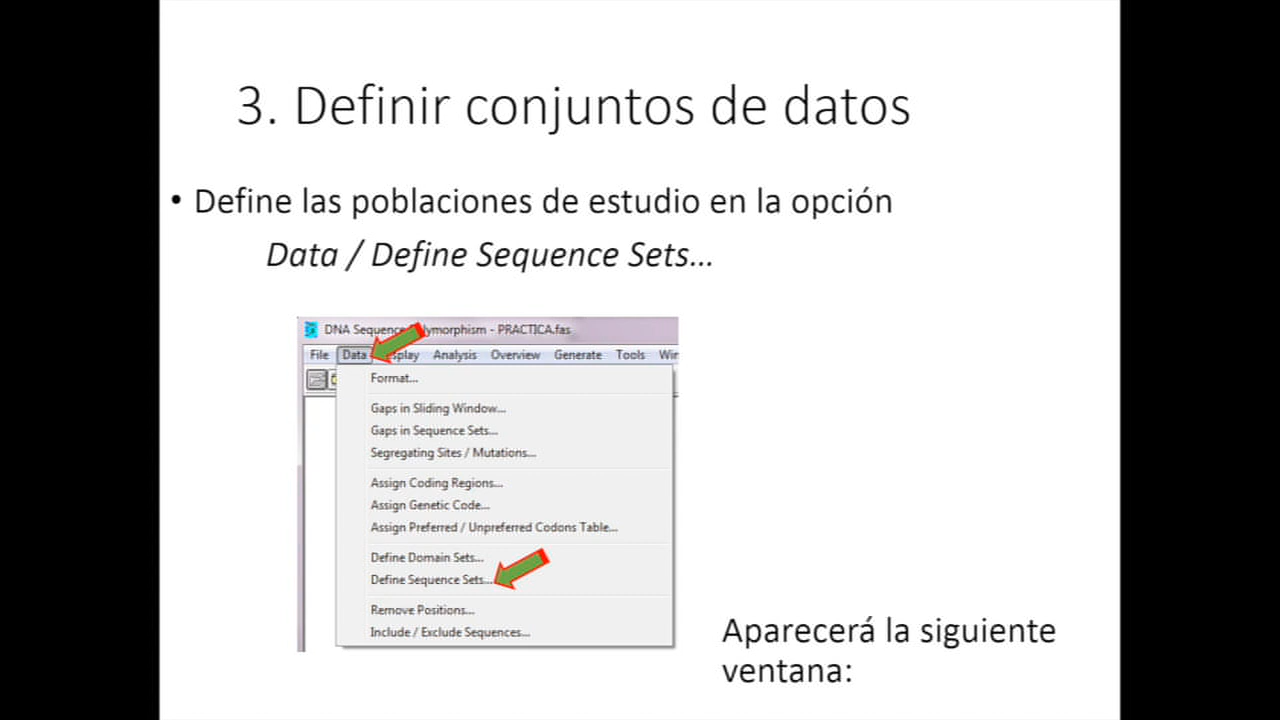 3. Definir conjuntos de datos
• Define las poblaciones de estudio en la opción
Data / Define Sequence Sets...
DNA Sequence Polymorphism - PRACTICA.fas
File Data Display Analysis Overview Generate Tools Win
Format...
Gaps in Sliding Window...
Gaps in Sequence Sets...
Segregating Sites / Mutations...
Assign Coding Regions...
Assign Genetic Code...
Assign Preferred / Unpreferred Codons Table...
Define Domain Sets...
Define Sequence Sets...
Remove Positions...
Include / Exclude Sequences...
Aparecerá la siguiente
ventana: